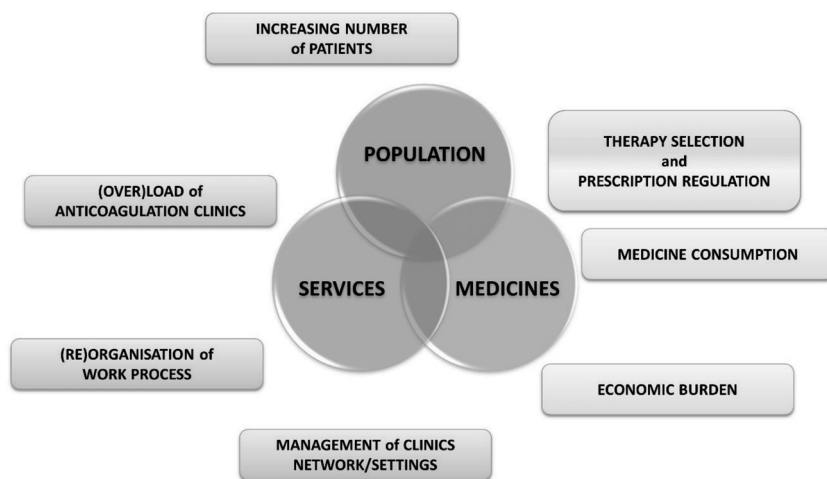 INCREASING NUMBER
of PATIENTS
POPULATION
THERAPY SELECTION
and
PRESCRIPTION REGULATION
(OVER)LOAD of
ANTICOAGULATION CLINICS
MEDICINE CONSUMPTION
SERVICES
MEDICINES
(RE)ORGANISATION of
WORK PROCESS
ECONOMIC BURDEN
MANAGEMENT of CLINICS
NETWORK/SETTINGS